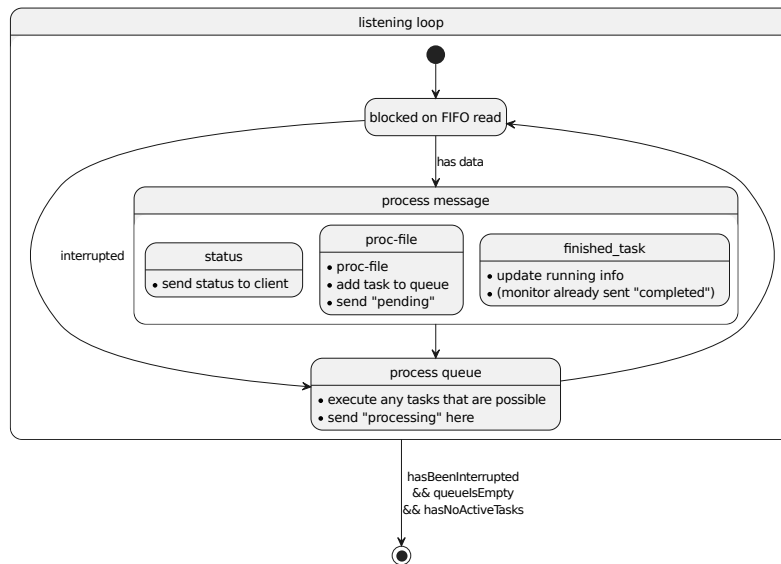 listening loop
blocked on FIFO read
has data
process message
interrupted
status
• send status to client
proc-file
• proc-file
• add task to queue
• send "pending"
finished_task
• update running info
• (monitor already sent "completed")
process queue
• execute any tasks that are possible
• send "processing" here
hasBeenInterrupted
&& queueIsEmpty
&& hasNoActiveTasks